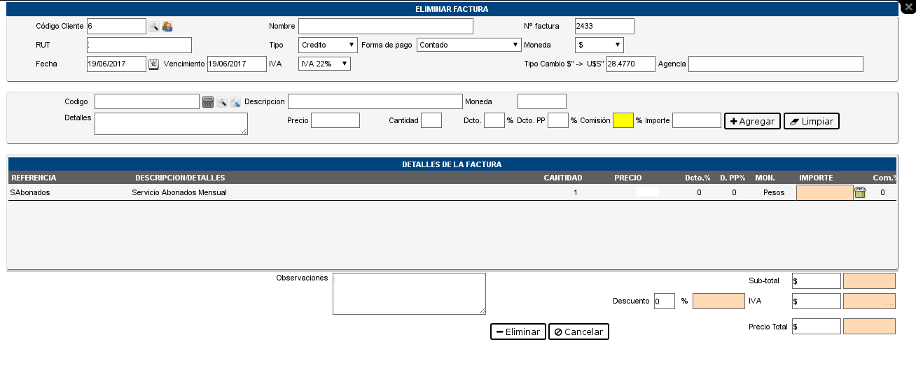 ELIMINAR FACTURA
Código Cliente 6 Nombre Nº factura 2433
RUT Tipo Credito Forma de pago Contado Moneda $
Fecha 19/06/2017 Vencimiento 19/06/2017 IVA IVA 22% Tipo Cambio $" -> U$S" 28.4770 Agencia
Codigo Descripcion Moneda
Detalles Precio Cantidad Dcto. % Dcto. PP % Comisión % Importe Agregar Limpiar
DETALLES DE LA FACTURA
REFERENCIA DESCRIPCION/DETALLES CANTIDAD PRECIO Dcto.% D. PP% MON. IMPORTE Com.%
SAbonados Servicio Abonados Mensual 1 0 0 Pesos 0
Observaciones Sub-total $
Descuento 0 % IVA $
Eliminar Cancelar Precio Total $